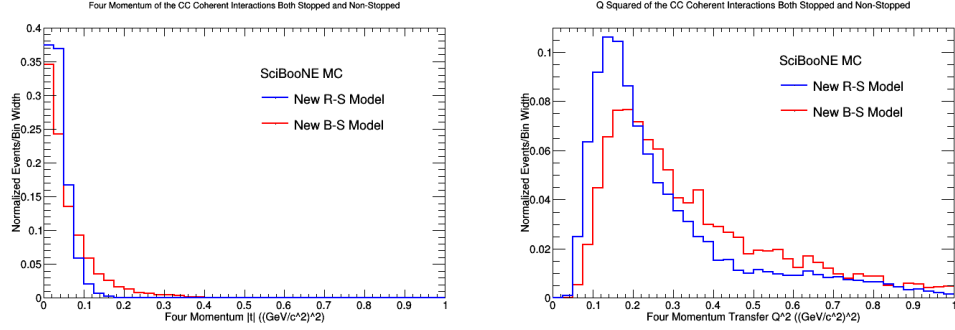 Four Momentum of the CC Coherent Interactions Both Stopped and Non-Stopped
Normalized Events/Bin Width
0.4
0.35
0.3
0.25
0.2
0.15
0.1
0.05
0
SciBooNE MC
New R-S Model
New B-S Model
0 0.1 0.2 0.3 0.4 0.5 0.6 0.7 0.8 0.9 1
Four Momentum |t| ((GeV/c^2)^2)
Q Squared of the CC Coherent Interactions Both Stopped and Non-Stopped
Normalized Events/Bin Width
0.1
0.08
0.06
0.04
0.02
0
SciBooNE MC
New R-S Model
New B-S Model
0 0.1 0.2 0.3 0.4 0.5 0.6 0.7 0.8 0.9 1
Four Momentum Transfer Q^2 ((GeV/c^2)^2)